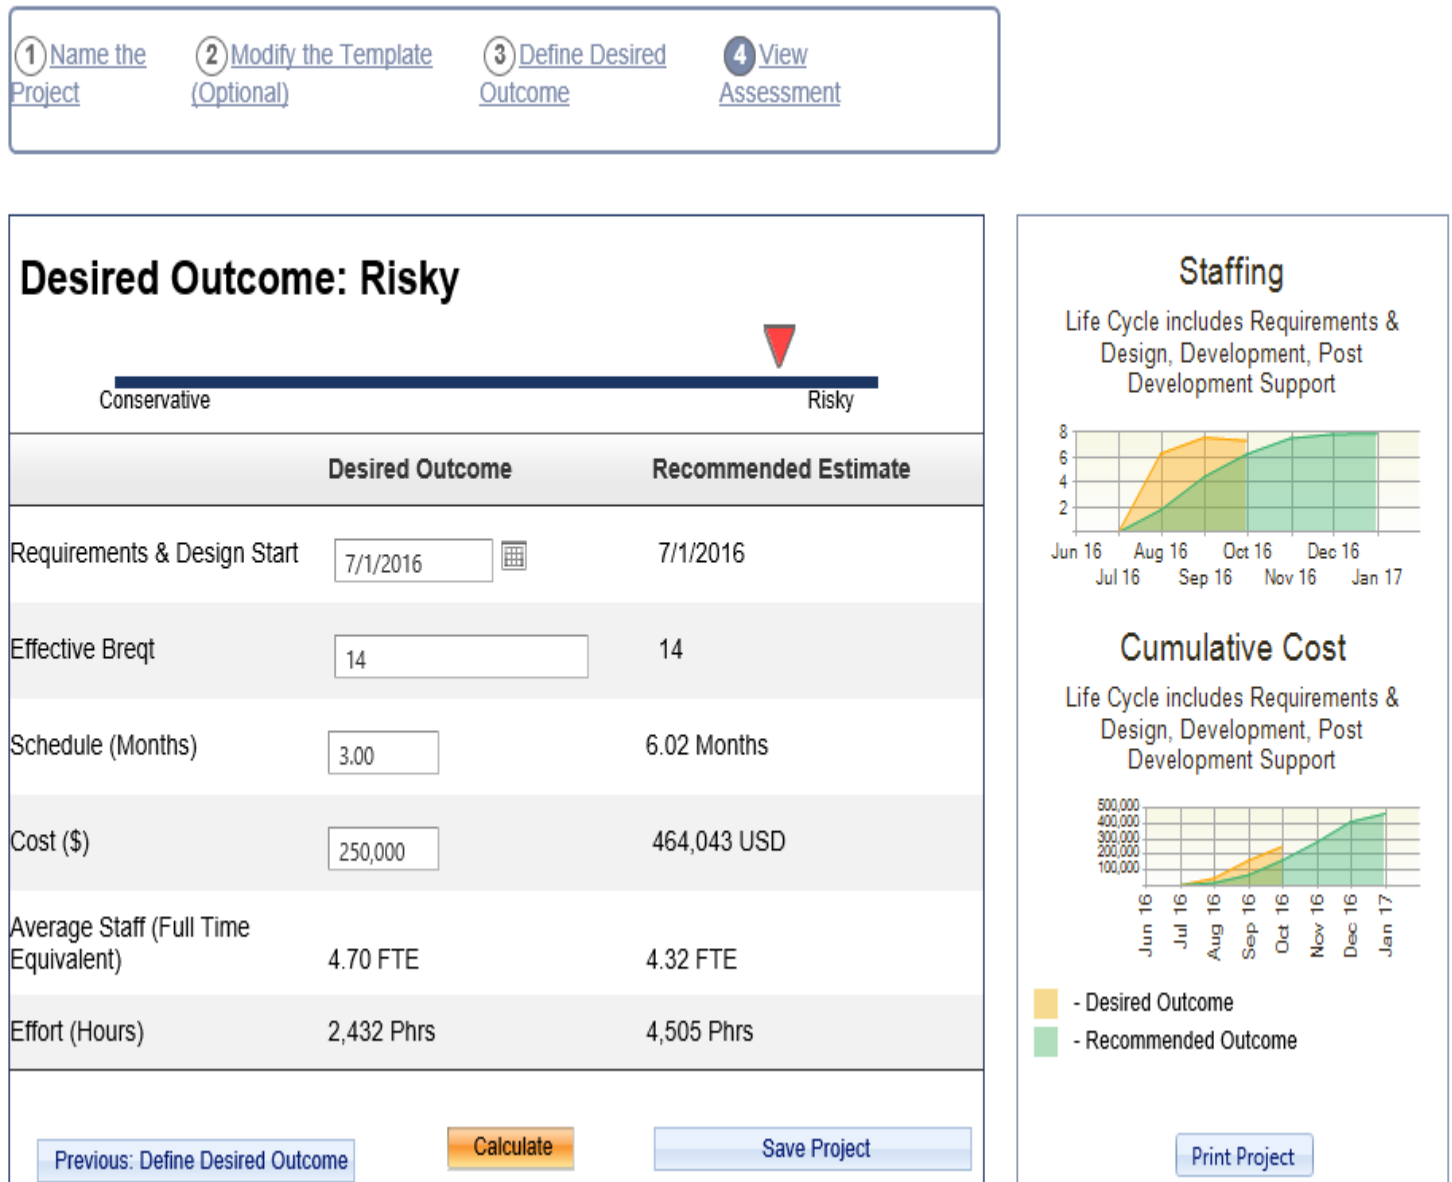 1 Name the Project
2 Modify the Template (Optional)
3 Define Desired Outcome
4 View Assessment
Desired Outcome: Risky
Conservative
Risky
Desired Outcome
Recommended Estimate
Requirements & Design Start
7/1/2016
7/1/2016
Effective Breqt
14
14
Schedule (Months)
3.00
6.02 Months
Cost ($)
250,000
464,043 USD
Average Staff (Full Time
Equivalent)
4.70 FTE
4.32 FTE
Effort (Hours)
2,432 Phrs
4,505 Phrs
Previous: Define Desired Outcome
Calculate
Save Project
Staffing
Life Cycle includes Requirements &
Design, Development, Post
Development Support
8
6
4
2
Jun 16
Jul 16
Aug 16
Sep 16
Oct 16
Nov 16
Dec 16
Jan 17
Cumulative Cost
Life Cycle includes Requirements &
Design, Development, Post
Development Support
500,000
400,000
300,000
200,000
100,000
Jun 16
Jul 16
Aug 16
Sep 16
Oct 16
Nov 16
Dec 16
Jan 17
- Desired Outcome
- Recommended Outcome
Print Project